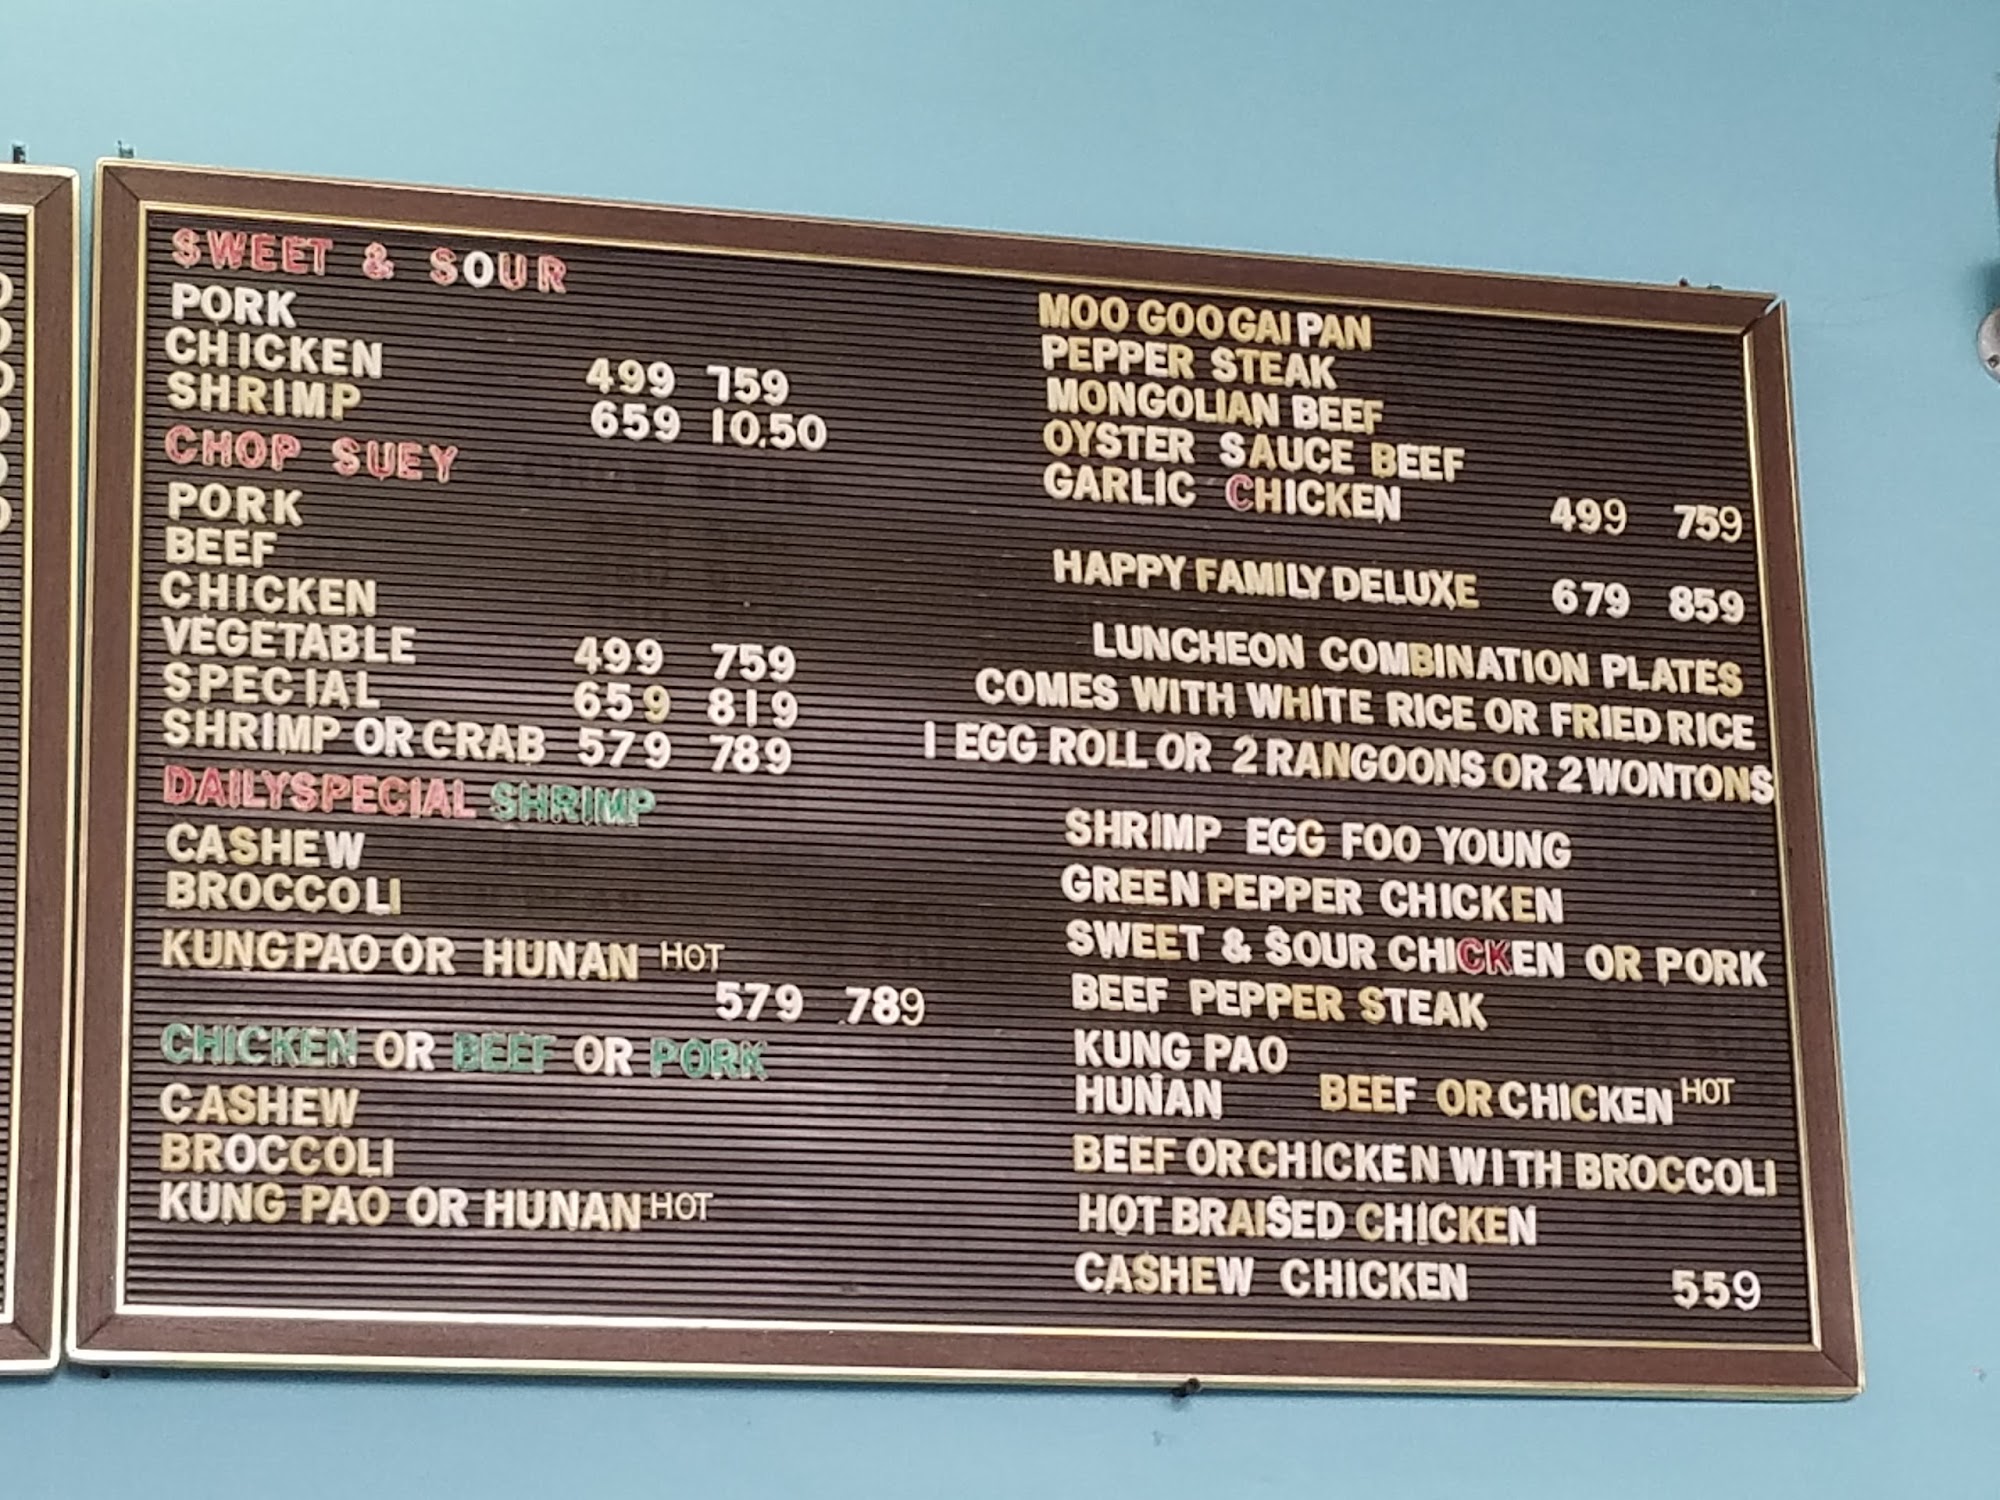 SWEET & SOUR
PORK
CHICKEN 499 759
SHRIMP 659 10.50
CHOP SUEY
PORK
BEEF
CHICKEN
VEGETABLE 499 759
SPECIAL 659 819
SHRIMP OR CRAB 579 789
DAILY SPECIAL SHRIMP
CASHEW
BROCCOLI
KUNG PAO OR HUNAN HOT
579 .789
CHICKEN OR BEEF OR PORK
CASHEW
BROCCOLI
KUNG PAO OR HUNAN HOT
MOO GOO GAI PAN
PEPPER STEAK
MONGOLIAN BEEF
OYSTER SAUCE BEEF
GARLIC CHICKEN 499 759
HAPPY FAMILY DELUXE 679 859
LUNCHEON COMBINATION PLATES
COMES WITH WHITE RICE OR FRIED RICE
1 EGG ROLL OR 2 RANGOONS OR 2 WONTONS
SHRIMP EGG FOO YOUNG
GREEN PEPPER CHICKEN
SWEET & SOUR CHICKEN OR PORK
BEEF PEPPER STEAK
KUNG PAO
HUNAN BEEF OR CHICKEN HOT
BEEF OR CHICKEN WITH BROCCOLI
HOT BRAISED CHICKEN
CASHEW CHICKEN 559